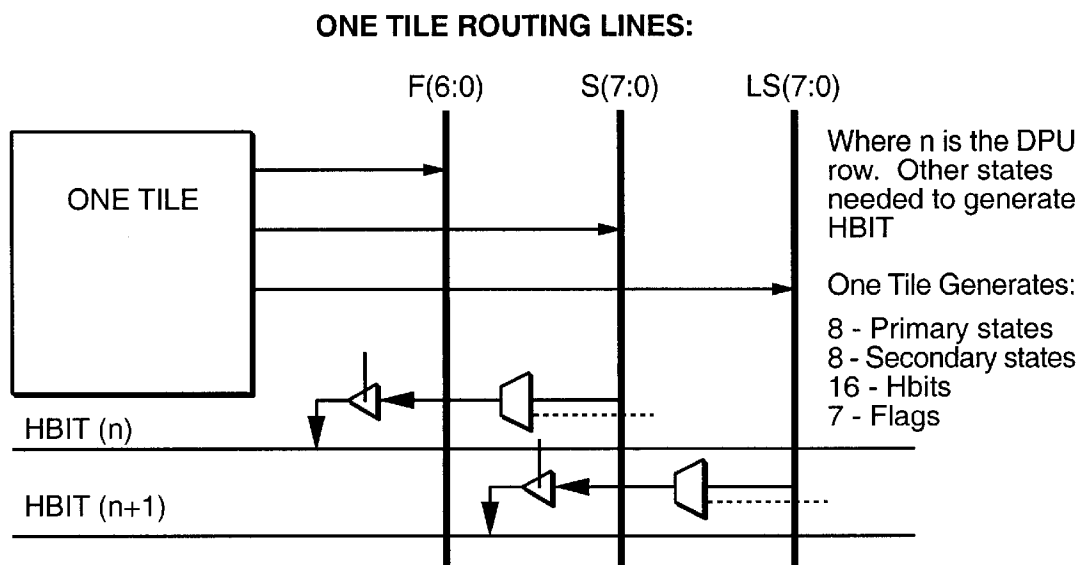 ONE TILE ROUTING LINES:
F(6:0)
S(7:0)
LS(7:0)
ONE TILE
Where n is the DPU
row. Other states
needed to generate
HBIT
One Tile Generates:
8 - Primary states
8 - Secondary states
16 - Hbits
7 - Flags
HBIT (n)
HBIT (n+1)